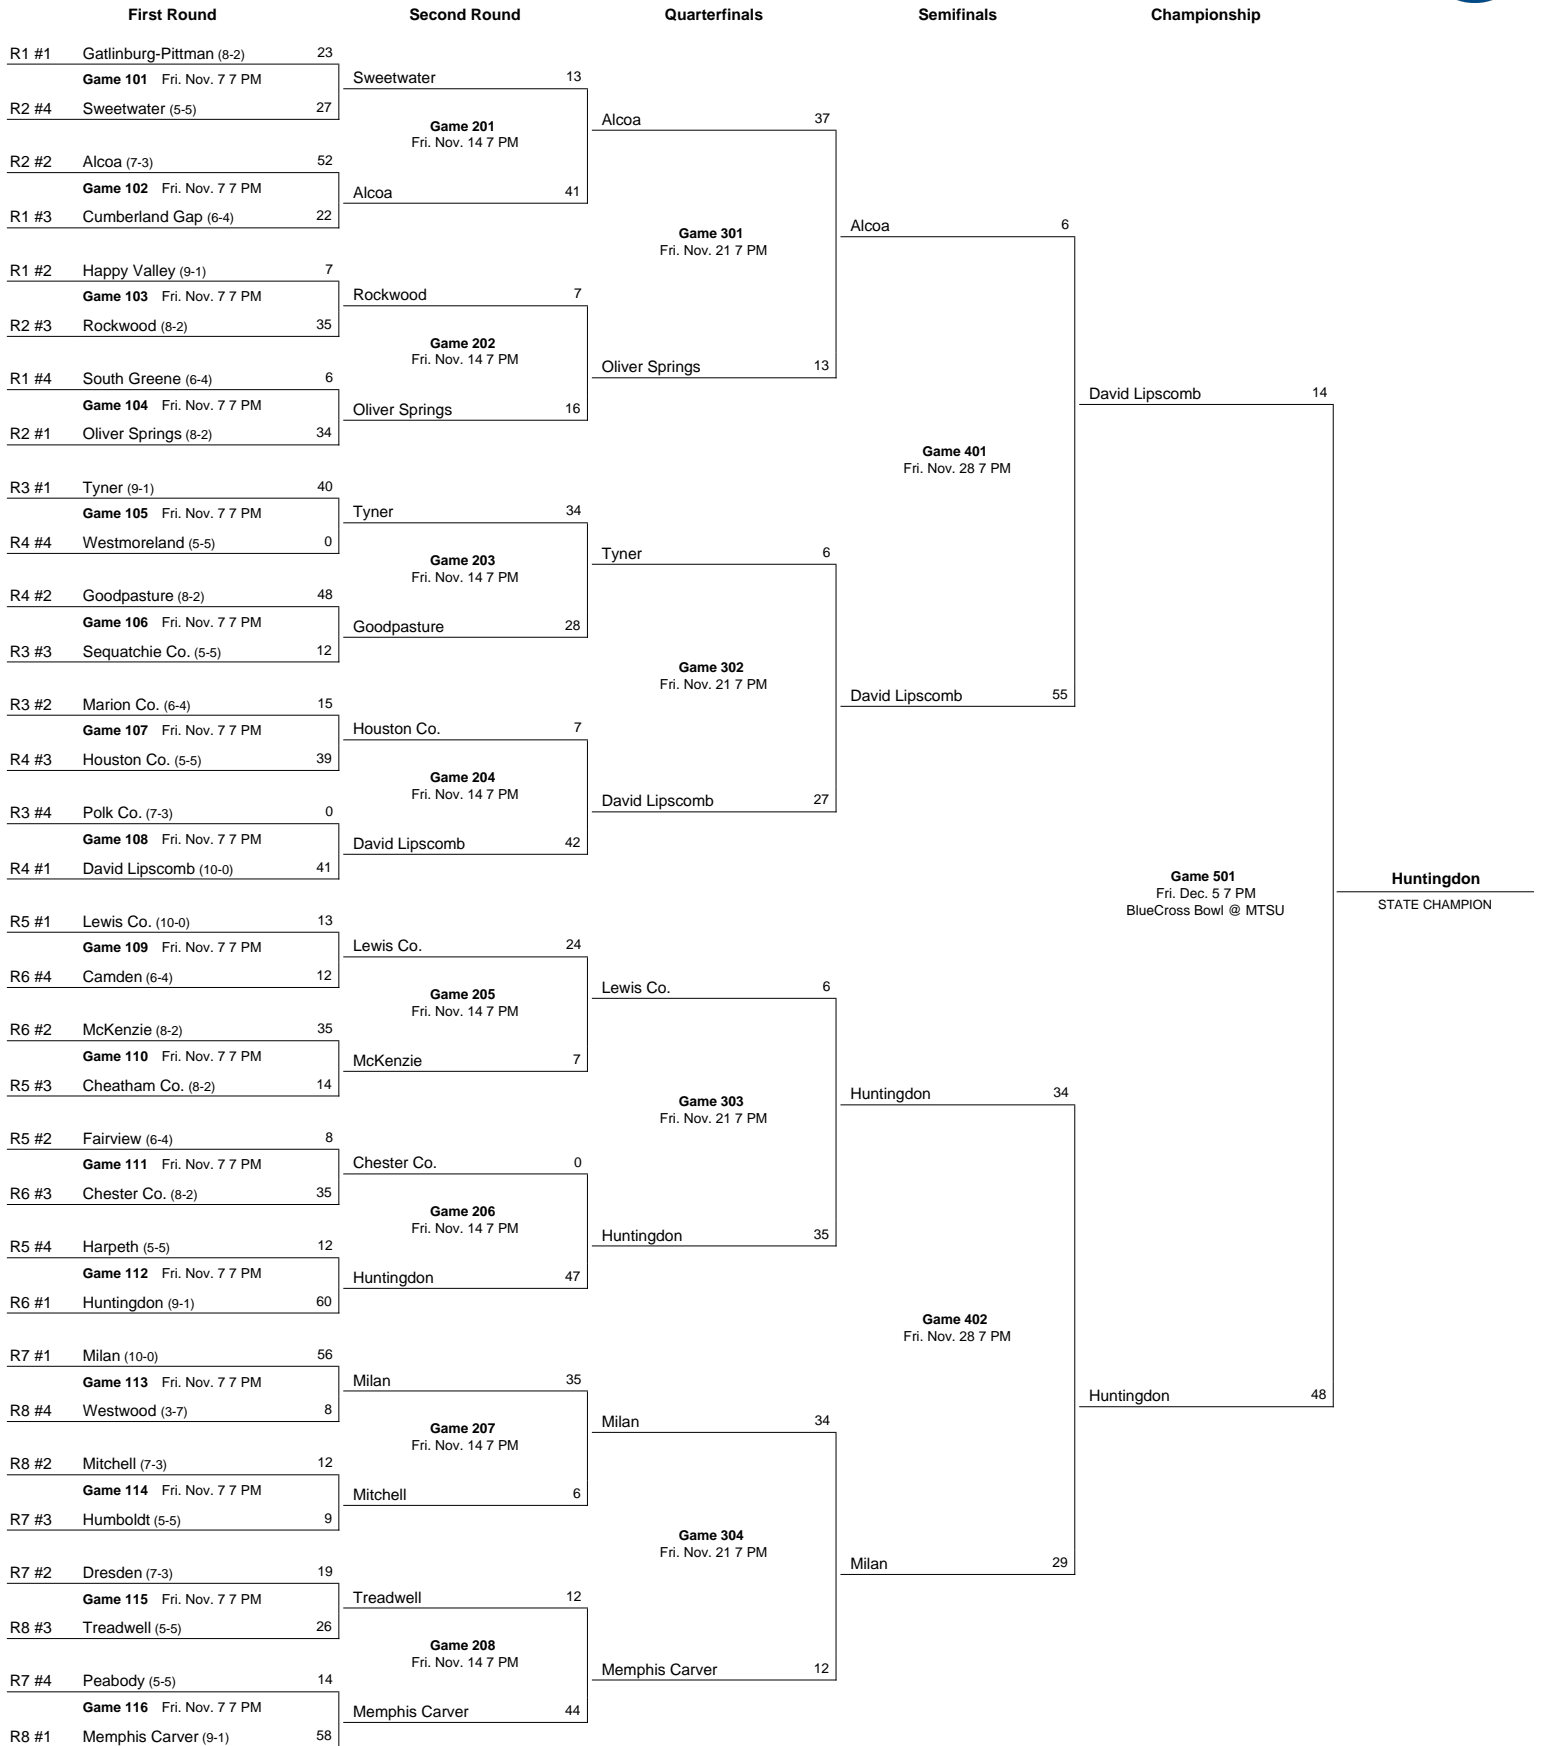 First Round Second Round Quarterfinals Semifinals Championship
R1 #1 Gatlinburg-Pittman (8-2) 23
Game 101 Fri. Nov. 7 7 PM
R2 #4 Sweetwater (5-5) 27
R2 #2 Alcoa (7-3) 52
Game 102 Fri. Nov. 7 7 PM
R1 #3 Cumberland Gap (6-4) 22
R1 #2 Happy Valley (9-1) 7
Game 103 Fri. Nov. 7 7 PM
R2 #3 Rockwood (8-2) 35
R1 #4 South Greene (6-4) 6
Game 104 Fri. Nov. 7 7 PM
R2 #1 Oliver Springs (8-2) 34
R3 #1 Tyner (9-1) 40
Game 105 Fri. Nov. 7 7 PM
R4 #4 Westmoreland (5-5) 0
R4 #2 Goodpasture (8-2) 48
Game 106 Fri. Nov. 7 7 PM
R3 #3 Sequatchie Co. (5-5) 12
R3 #2 Marion Co. (6-4) 15
Game 107 Fri. Nov. 7 7 PM
R4 #3 Houston Co. (5-5) 39
R3 #4 Polk Co. (7-3) 0
Game 108 Fri. Nov. 7 7 PM
R4 #1 David Lipscomb (10-0) 41
R5 #1 Lewis Co. (10-0) 13
Game 109 Fri. Nov. 7 7 PM
R6 #4 Camden (6-4) 12
R6 #2 McKenzie (8-2) 35
Game 110 Fri. Nov. 7 7 PM
R5 #3 Cheatham Co. (8-2) 14
R5 #2 Fairview (6-4) 8
Game 111 Fri. Nov. 7 7 PM
R6 #3 Chester Co. (8-2) 35
R5 #4 Harpeth (5-5) 12
Game 112 Fri. Nov. 7 7 PM
R6 #1 Huntingdon (9-1) 60
R7 #1 Milan (10-0) 56
Game 113 Fri. Nov. 7 7 PM
R8 #4 Westwood (3-7) 8
R8 #2 Mitchell (7-3) 12
Game 114 Fri. Nov. 7 7 PM
R7 #3 Humboldt (5-5) 9
R7 #2 Dresden (7-3) 19
Game 115 Fri. Nov. 7 7 PM
R8 #3 Treadwell (5-5) 26
R7 #4 Peabody (5-5) 14
Game 116 Fri. Nov. 7 7 PM
R8 #1 Memphis Carver (9-1) 58
Sweetwater 13
Game 201
Fri. Nov. 14 7 PM
Alcoa 41
Rockwood 7
Game 202
Fri. Nov. 14 7 PM
Oliver Springs 16
Tyner 34
Game 203
Fri. Nov. 14 7 PM
Goodpasture 28
Houston Co. 7
Game 204
Fri. Nov. 14 7 PM
David Lipscomb 42
Lewis Co. 24
Game 205
Fri. Nov. 14 7 PM
McKenzie 7
Chester Co. 0
Game 206
Fri. Nov. 14 7 PM
Huntingdon 47
Milan 35
Game 207
Fri. Nov. 14 7 PM
Mitchell 6
Treadwell 12
Game 208
Fri. Nov. 14 7 PM
Memphis Carver 44
Alcoa 37
Game 301
Fri. Nov. 21 7 PM
Oliver Springs 13
Tyner 6
Game 302
Fri. Nov. 21 7 PM
David Lipscomb 27
Lewis Co. 6
Game 303
Fri. Nov. 21 7 PM
Huntingdon 35
Milan 34
Game 304
Fri. Nov. 21 7 PM
Memphis Carver 12
Alcoa 6
Game 401
Fri. Nov. 28 7 PM
David Lipscomb 55
Huntingdon 34
Game 402
Fri. Nov. 28 7 PM
Milan 29
David Lipscomb 14
Game 501
Fri. Dec. 5 7 PM
BlueCross Bowl @ MTSU
Huntingdon 48
Huntingdon
STATE CHAMPION